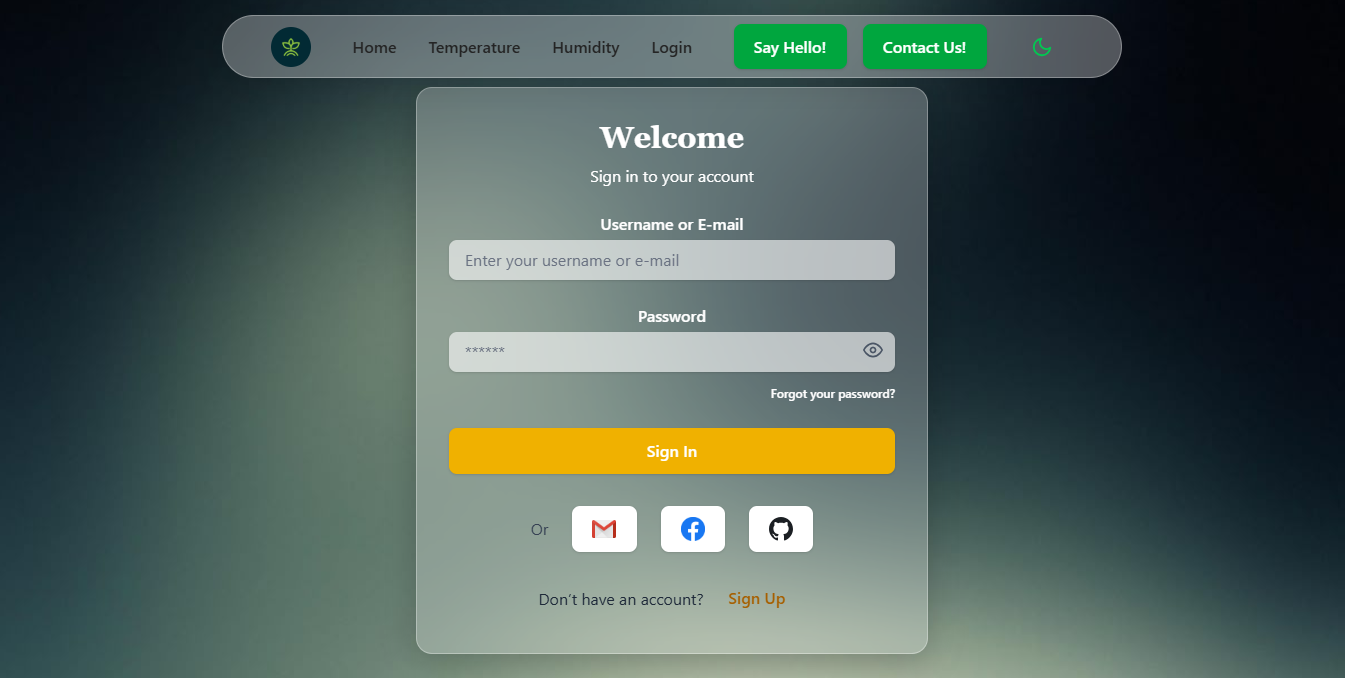 Home Temperature Humidity Login Say Hello! Contact Us!
Welcome
Sign in to your account
Username or E-mail
Enter your username or e-mail
Password
******
Forgot your password?
Sign In
Or
Don't have an account? Sign Up